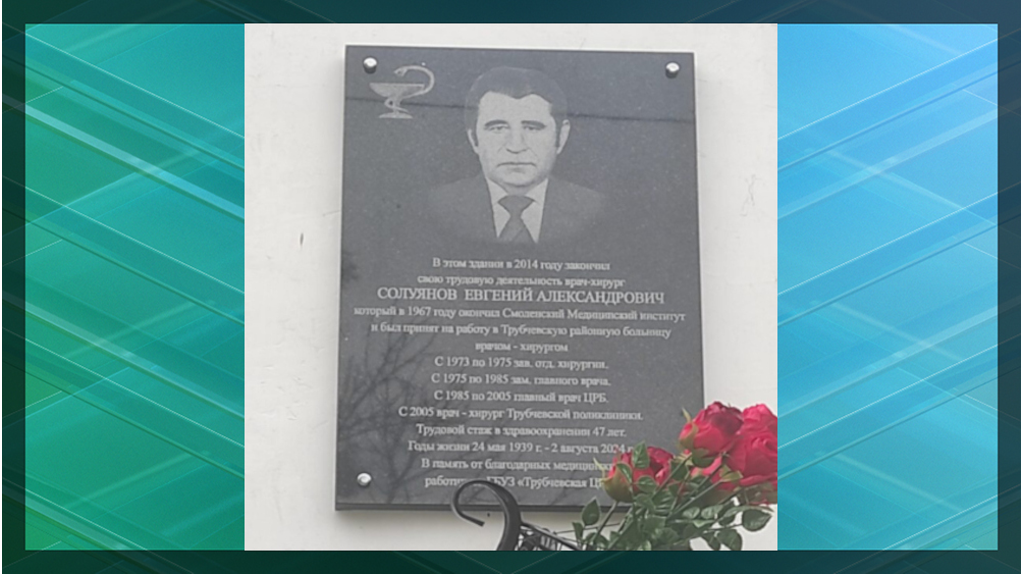 В этом здании в 2014 году закончил
свою трудовую деятельность врач-хирург
СОЛУЯНОВ ЕВГЕНИЙ АЛЕКСАНДРОВИЧ
который в 1967 году окончил Смоленский Медицинский институт
и был принят на работу в Трубчевскую районную больницу
врачом - хирургом
С 1973 по 1975 зав. отд. хирургии.
С 1975 по 1985 зам. главного врача.
С 1985 по 2005 главный врач ЦРБ.
С 2005 врач - хирург Трубчевской поликлиники.
Трудовой стаж в здравоохранении 47 лет.
Годы жизни 24 мая 1939 г. - 2 августа 2024 г
В память от благодарных
«Трубчевская